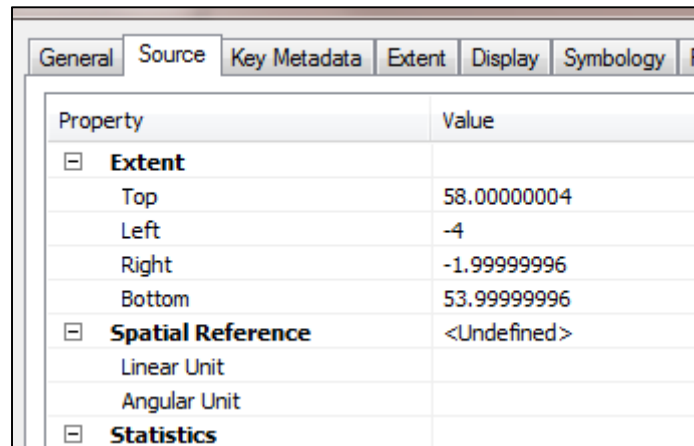 General Source Key Metadata Extent Display Symbology
Property Value
Extent
Top 58.00000004
Left -4
Right -1.99999996
Bottom 53.99999996
Spatial Reference <Undefined>
Linear Unit
Angular Unit
Statistics